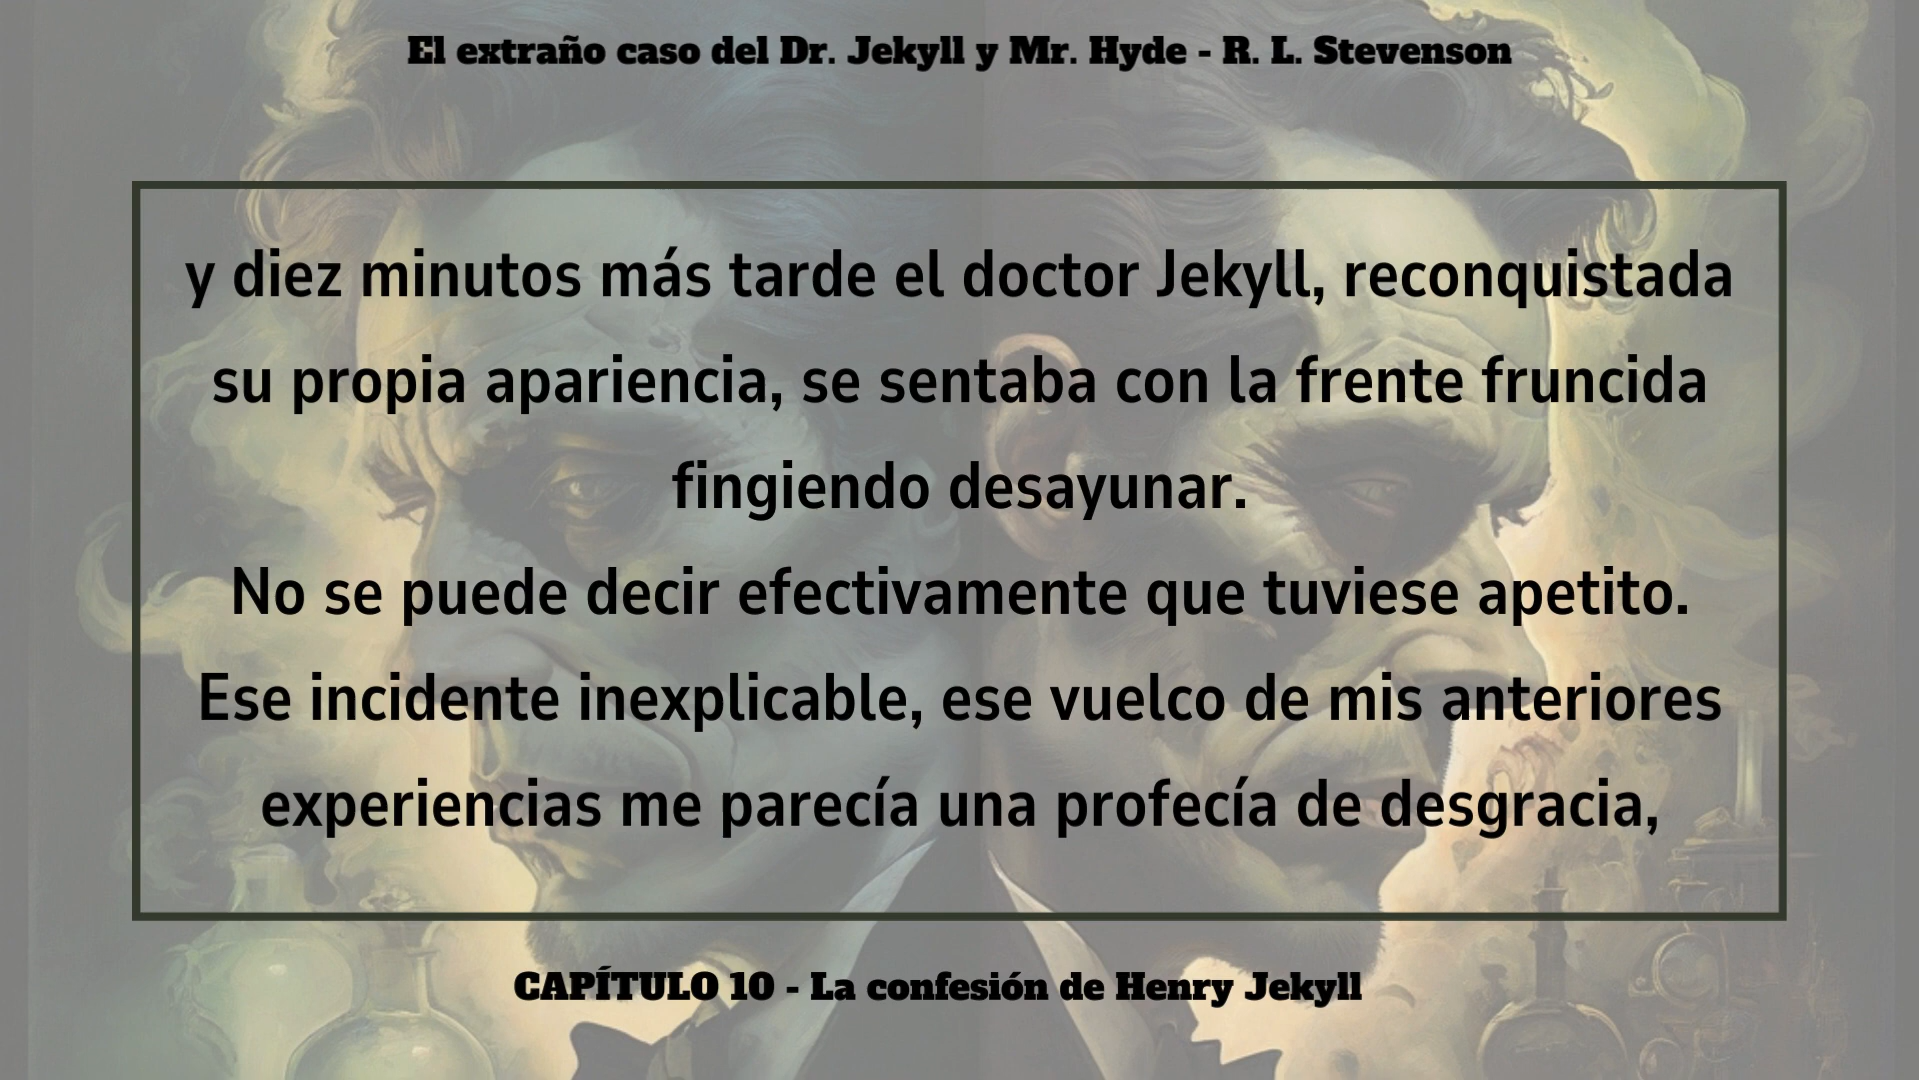 El extraño caso del Dr. Jekyll y Mr. Hyde - R. L. Stevenson
y diez minutos más tarde el doctor Jekyll, reconquistada
su propia apariencia, se sentaba con la frente fruncida
fingiendo desayunar.
No se puede decir efectivamente que tuviese apetito.
Ese incidente inexplicable, ese vuelco de mis anteriores
experiencias me parecía una profecía de desgracia,
CAPÍTULO 10 - La confesión de Henry Jekyll